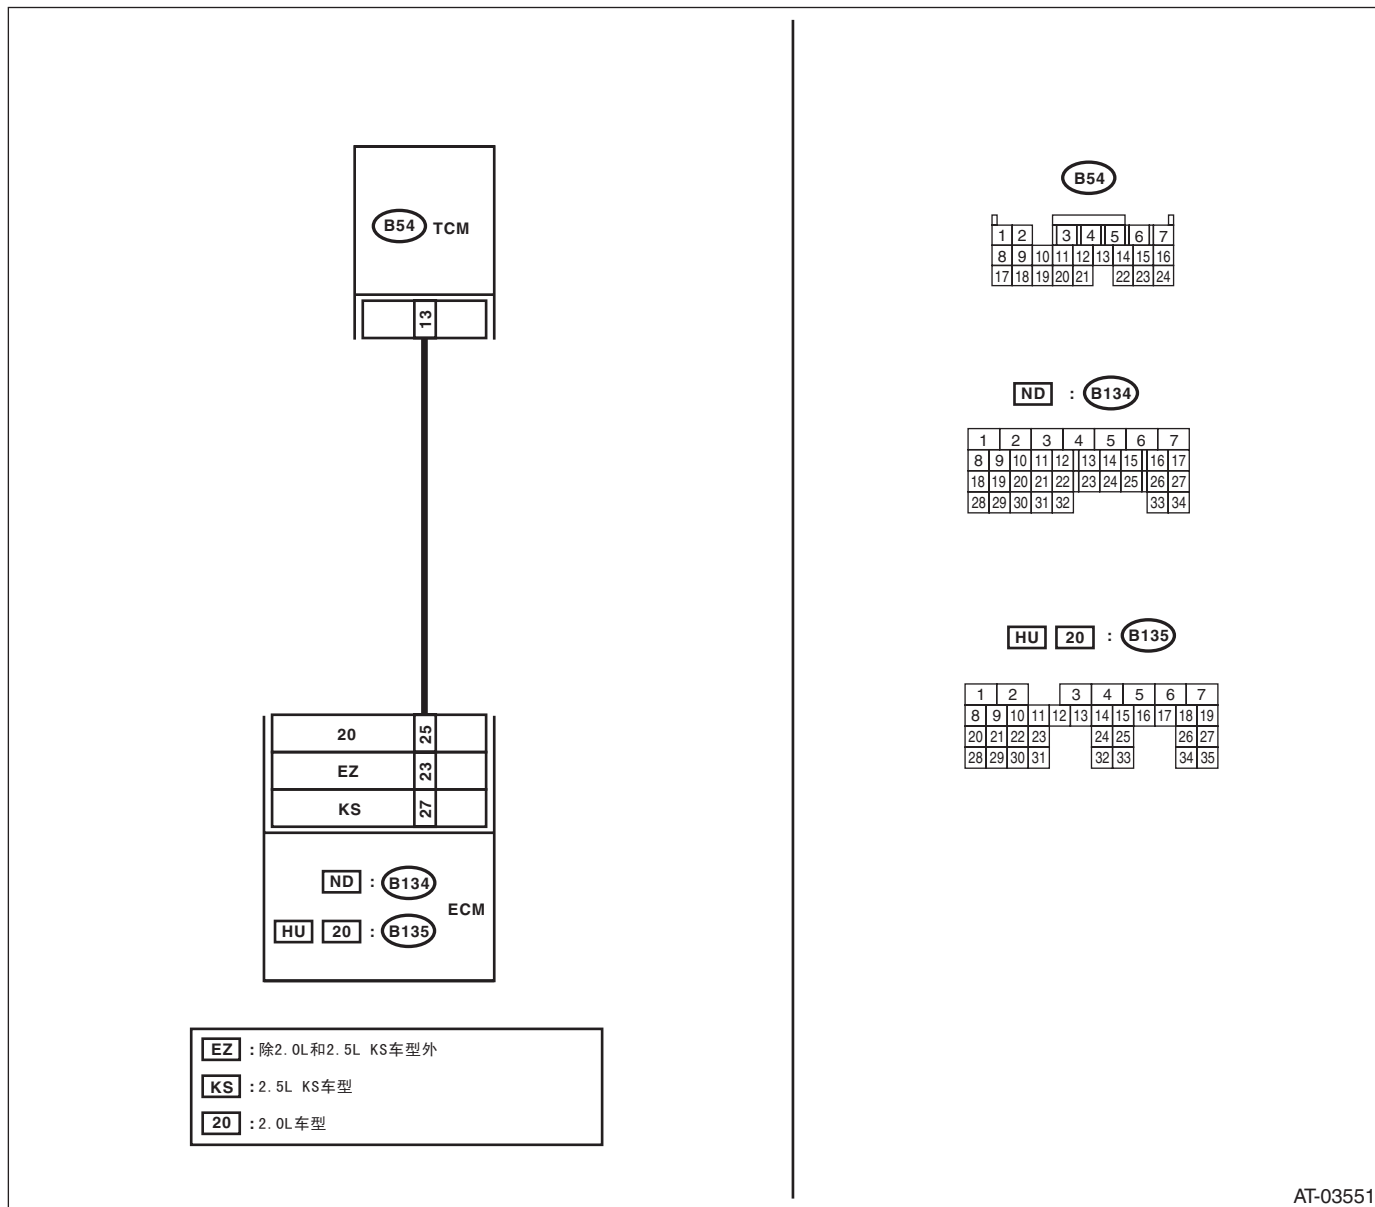 B54 TCM
13
20 25
EZ 23
KS 27
ND : B134
ECM
HU 20 : B135
EZ :除2.0L和2.5L KS车型外
KS :2.5L KS车型
20 :2.0L车型
B54
1 2 3 4 5 6 7
8 9 10 11 12 13 14 15 16
17 18 19 20 21 22 23 24
ND : B134
1 2 3 4 5 6 7
8 9 10 11 12 13 14 15 16 17
18 19 20 21 22 23 24 25 26 27
28 29 30 31 32 33 34
HU 20 : B135
1 2 3 4 5 6 7
8 9 10 11 12 13 14 15 16 17 18 19
20 21 22 23 24 25 26 27
28 29 30 31 32 33 34 35
AT-03551